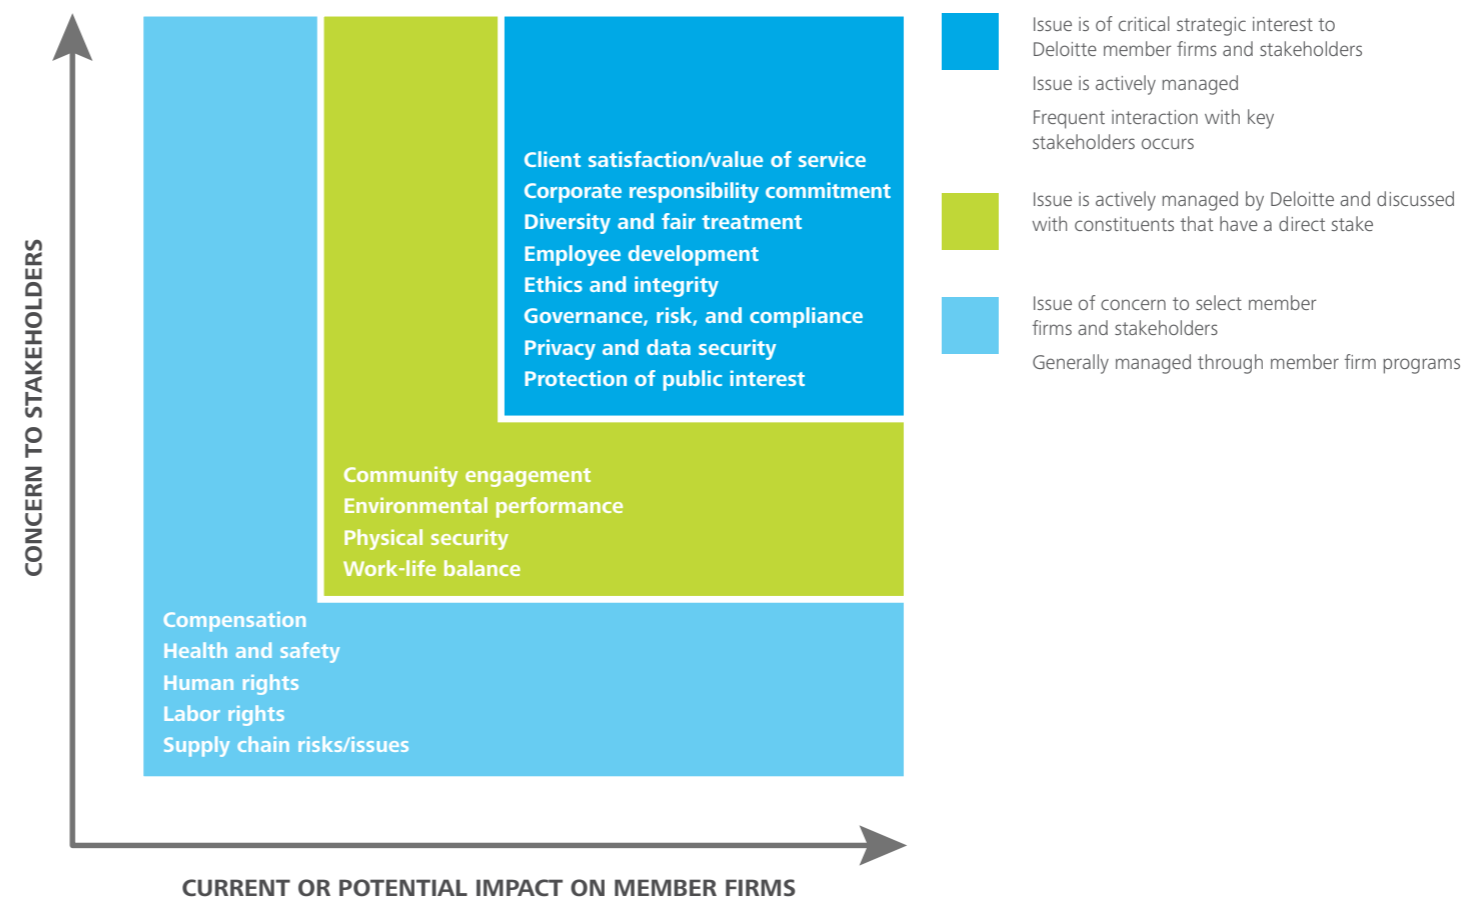 CONCERN TO STAKEHOLDERS
Client satisfaction/value of service
Corporate responsibility commitment
Diversity and fair treatment
Employee development
Ethics and integrity
Governance, risk, and compliance
Privacy and data security
Protection of public interest
Community engagement
Environmental performance
Physical security
Work-life balance
Compensation
Health and safety
Human rights
Labor rights
Supply chain risks/issues
CURRENT OR POTENTIAL IMPACT ON MEMBER FIRMS
Issue is of critical strategic interest to
Deloitte member firms and stakeholders
Issue is actively managed
Frequent interaction with key
stakeholders occurs
Issue is actively managed by Deloitte and discussed
with constituents that have a direct stake
Issue of concern to select member
firms and stakeholders
Generally managed through member firm programs